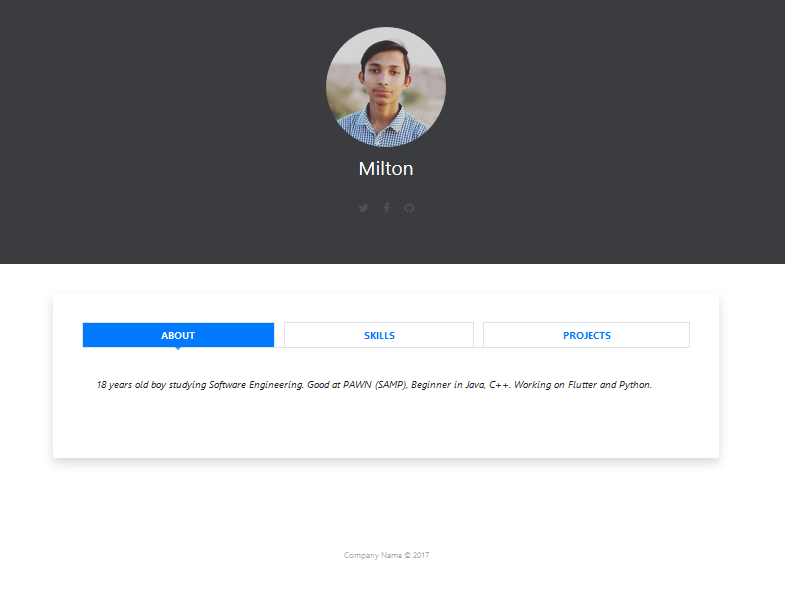 Milton
ABOUT
SKILLS
PROJECTS
18 years old boy studying Software Engineering. Good at PAWN (SAMP), Beginner in Java, C++. Working on Flutter and Python.
Company Name © 2017